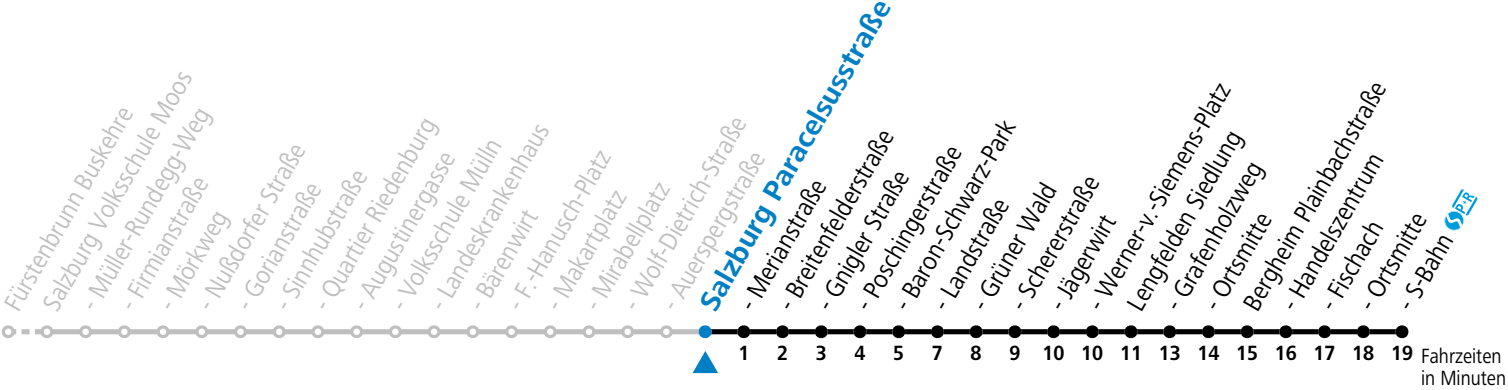 Fürstenbrunn Buskehre
Salzburg Volksschule Moos
- Müller-Rundegg-Weg
- Firmianstraße
- Mörkweg
- Nußdorfer Straße
- Gorianstraße
- Sinnhubstraße
- Quartier Riedenburg
- Augustinergasse
- Volksschule Mülln
- Landeskrankenhaus
- Bärenwirt
- F.-Hanusch-Platz
- Makartplatz
- Mirabellplatz
- Wolf-Dietrich-Straße
- Auerspergstraße
Salzburg Paracelsusstraße
- Merianstraße
- Breitenfelderstraße
- Gnigler Straße
- Poschingerstraße
- Baron-Schwarz-Park
- Landstraße
- Grüner Wald
- Schererstraße
- Jägerwirt
- Werner-v.-Siemens-Platz
Lengfelden Siedlung
- Grafenholzweg
- Ortsmitte
Bergheim Plainbachstraße
- Handelszentrum
- Fischach
- Ortsmitte
- S-Bahn S P+R
1 2 3 4 5 7 8 9 10 10 11 13 14 15 16 17 18 19 Fahrzeiten
in Minuten